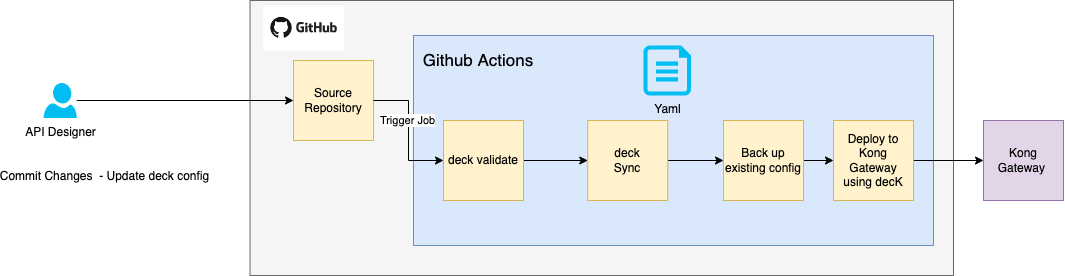 GitHub
Github Actions
Yaml
Source
Repository
Trigger Job
API Designer
Commit Changes  - Update deck config
deck validate
deck
Sync
Back up
existing config
Deploy to
Kong
Gateway
using decK
Kong
Gateway